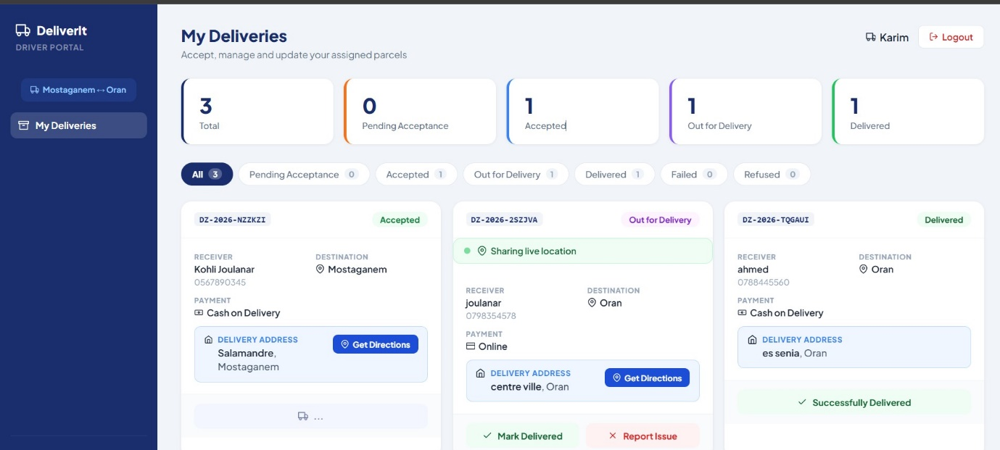 DeliverIt
DRIVER PORTAL
Mostaganem ↔ Oran
My Deliveries
My Deliveries
Accept, manage and update your assigned parcels
Karim
Logout
3
Total
0
Pending Acceptance
1
Accepted
1
Out for Delivery
1
Delivered
All 3
Pending Acceptance 0
Accepted 1
Out for Delivery 1
Delivered 1
Failed 0
Refused 0
DZ-2026-NZZKZI
Accepted
RECEIVER
Kohli Joulanar
0567890345
DESTINATION
Mostaganem
PAYMENT
Cash on Delivery
DELIVERY ADDRESS
Salamandre,
Mostaganem
Get Directions
...
DZ-2026-2SZJVA
Out for Delivery
Sharing live location
RECEIVER
joulanar
0798354578
DESTINATION
Oran
PAYMENT
Online
DELIVERY ADDRESS
centre ville, Oran
Get Directions
Mark Delivered
Report Issue
DZ-2026-TQGAUI
Delivered
RECEIVER
ahmed
0788445560
DESTINATION
Oran
PAYMENT
Cash on Delivery
DELIVERY ADDRESS
es senia, Oran
Successfully Delivered